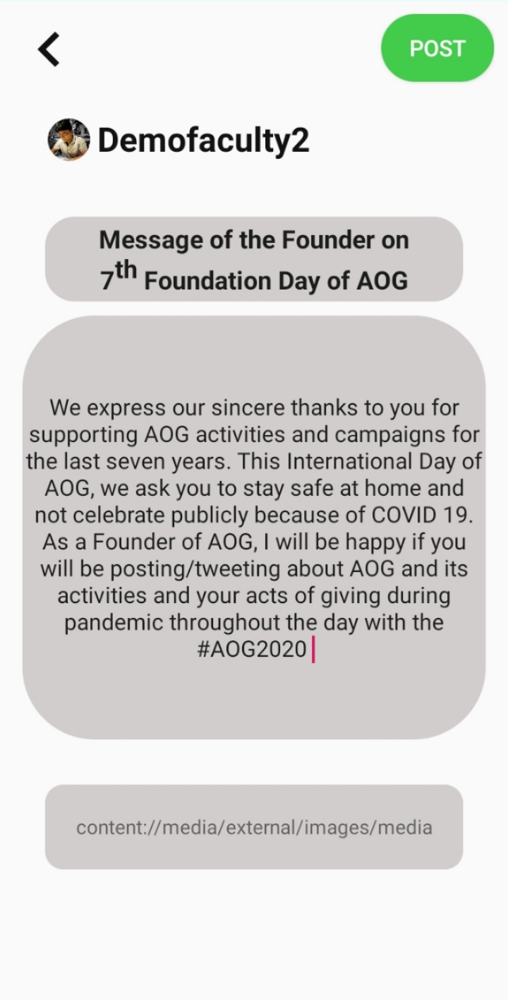 POST
Demofaculty2
Message of the Founder on
7th Foundation Day of AOG
We express our sincere thanks to you for
supporting AOG activities and campaigns for
the last seven years. This International Day of
AOG, we ask you to stay safe at home and
not celebrate publicly because of COVID 19.
As a Founder of AOG, I will be happy if you
will be posting/tweeting about AOG and its
activities and your acts of giving during
pandemic throughout the day with the
#AOG2020
content://media/external/images/media